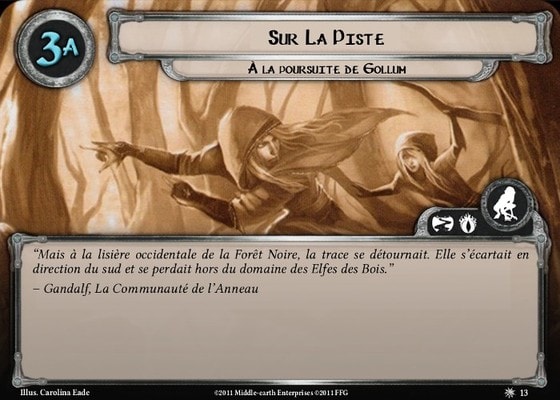 3A
Sur La Piste
À la poursuite de Gollum
“Mais à la lisière occidentale de la Forêt Noire, la trace se détournait. Elle s’écartait en
direction du sud et se perdait hors du domaine des Elfes des Bois.”
– Gandalf, La Communauté de l’Anneau
Illus. Carolina Eade
©2011 Middle-earth Enterprises ©2011 FFG
13